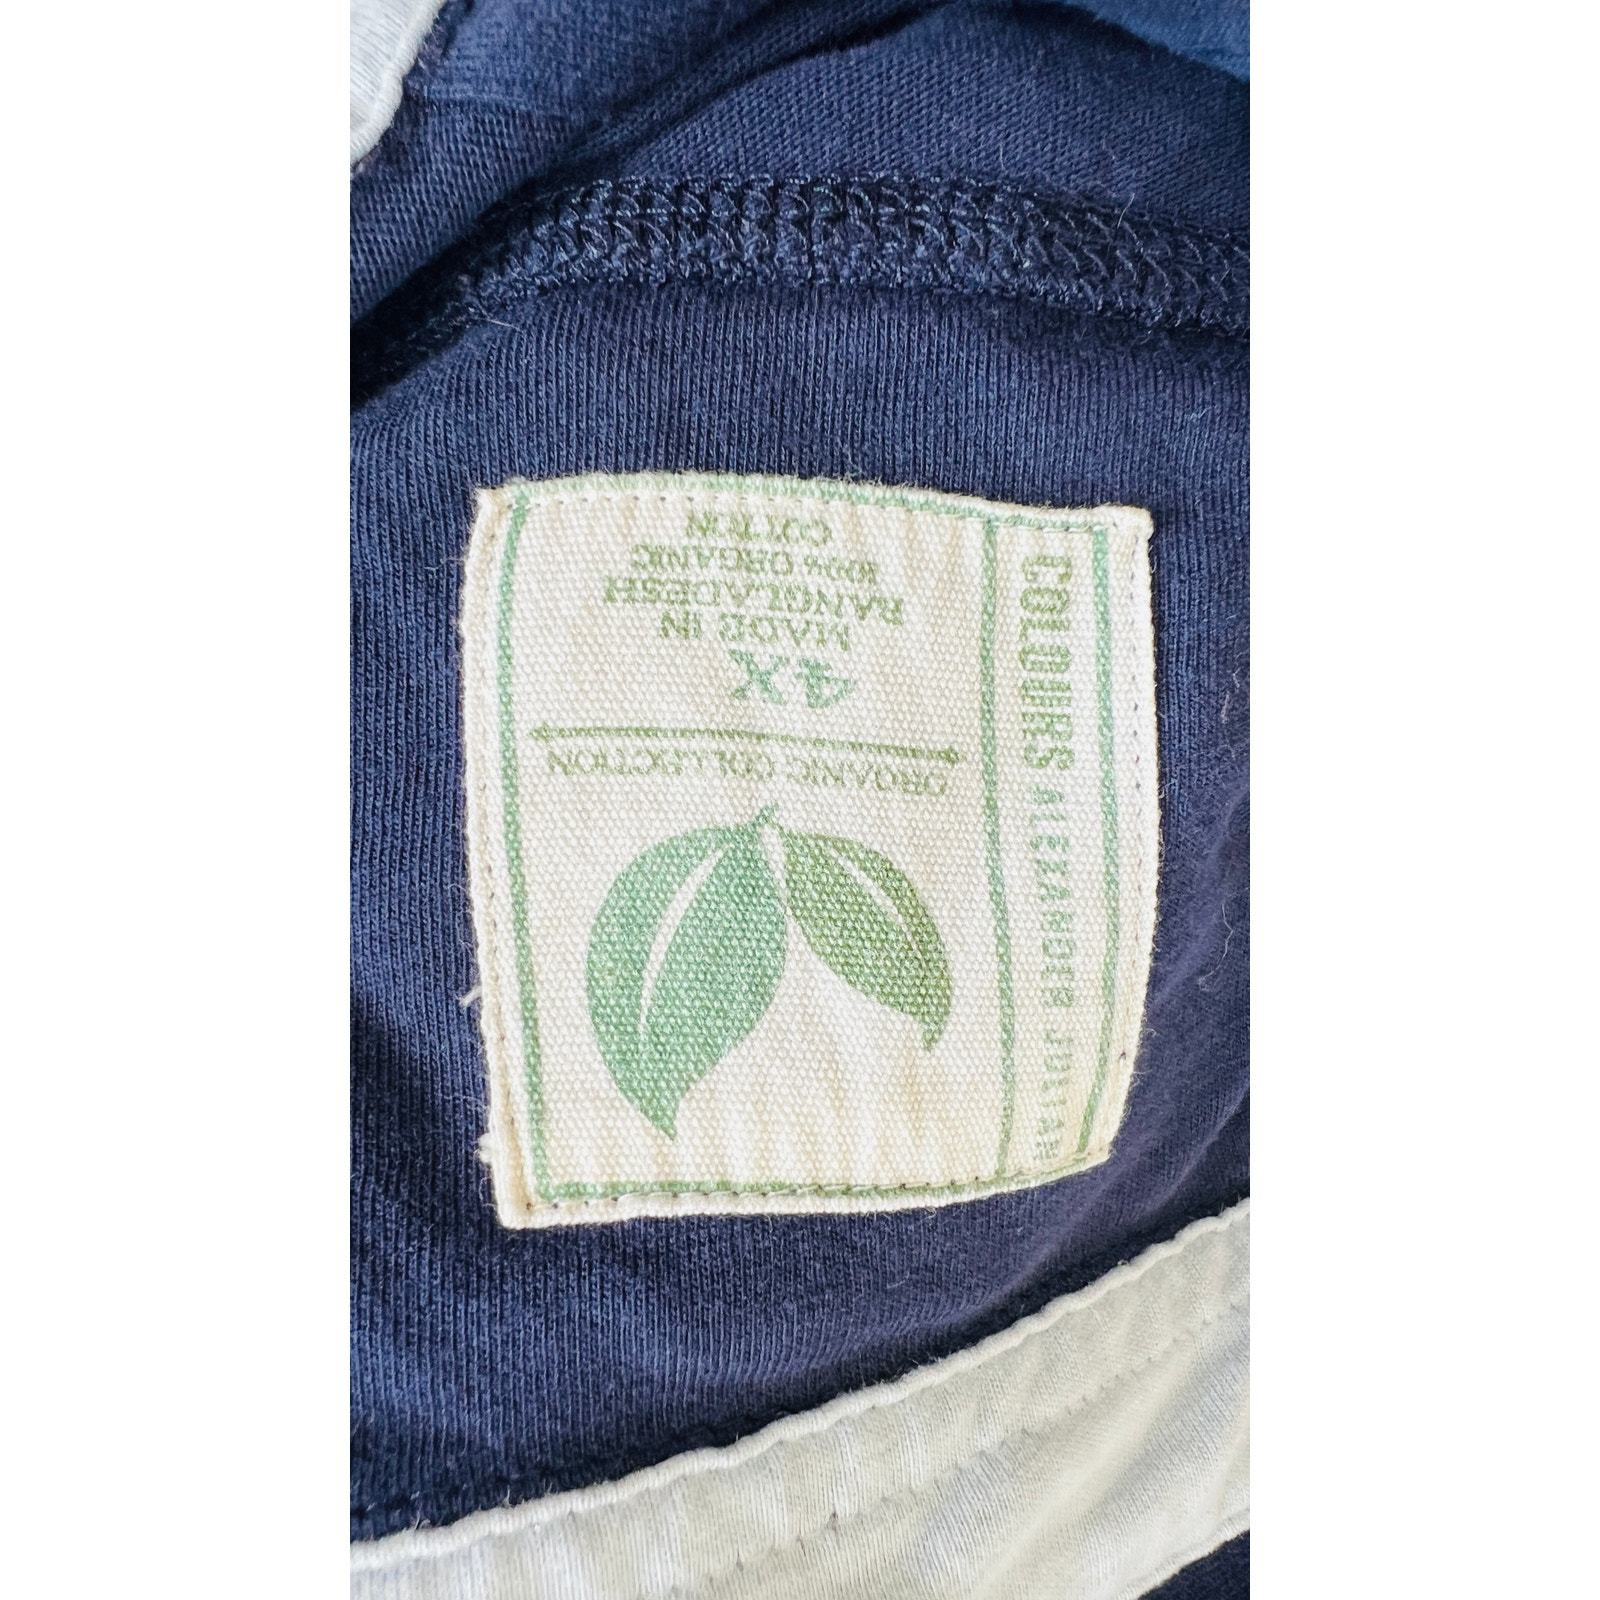 COLOURS ALEXANDER JULIAN
ORGANIC COLLECTION
4X
MADE IN
BANGLADESH
100% ORGANIC
COTTON